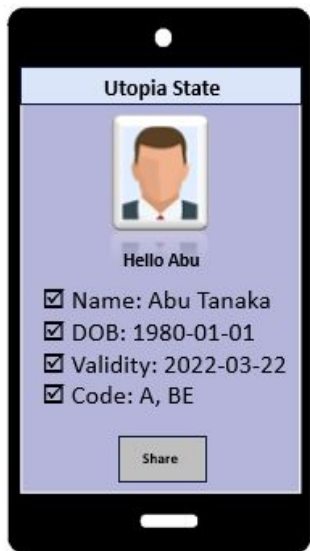 Utopia State
Hello Abu
Name: Abu Tanaka
DOB: 1980-01-01
Validity: 2022-03-22
Code: A, BE
Share